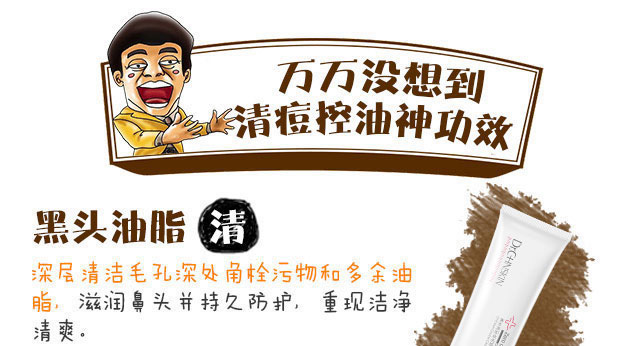 万万没想到
清痘控油神功效
黑头油脂 清
深层清洁毛孔深处角栓污物和多余油
脂，滋润鼻头并持久防护，重现洁净
清爽。